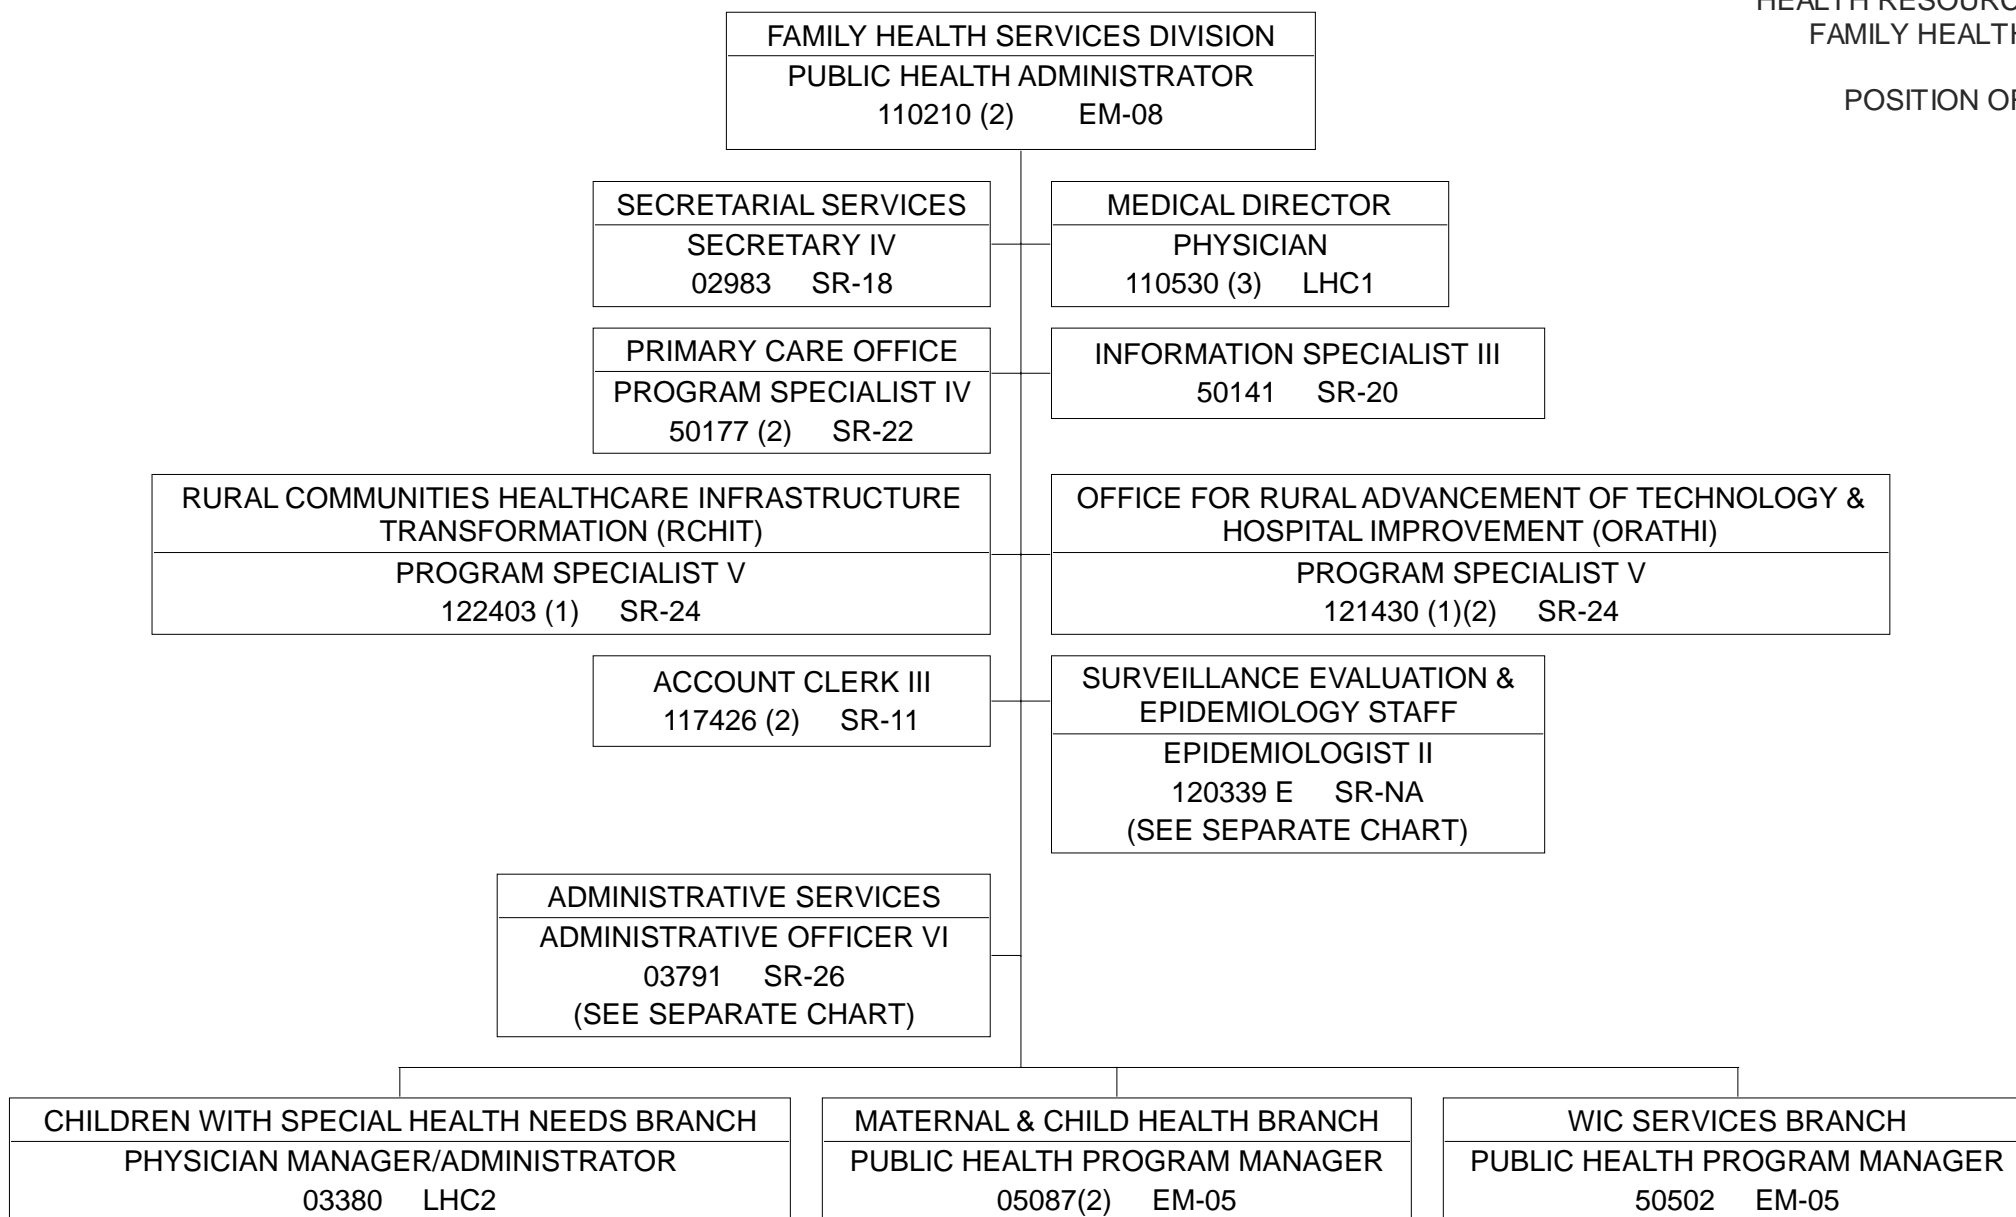 HEALTH
FAMILY
POSITION
FAMILY HEALTH SERVICES DIVISION
PUBLIC HEALTH ADMINISTRATOR
110210 (2) EM-08
SECRETARIAL SERVICES
SECRETARY IV
02983 SR-18
MEDICAL DIRECTOR
PHYSICIAN
110530 (3) LHC1
PRIMARY CARE OFFICE
PROGRAM SPECIALIST IV
50177 (2) SR-22
INFORMATION SPECIALIST III
50141 SR-20
RURAL COMMUNITIES HEALTHCARE INFRASTRUCTURE
TRANSFORMATION (RCHIT)
PROGRAM SPECIALIST V
122403 (1) SR-24
OFFICE FOR RURAL ADVANCEMENT OF TECHNOLOGY &
HOSPITAL IMPROVEMENT (ORATHI)
PROGRAM SPECIALIST V
121430 (1)(2) SR-24
ACCOUNT CLERK III
117426 (2) SR-11
SURVEILLANCE EVALUATION &
EPIDEMIOLOGY STAFF
EPIDEMIOLOGIST II
120339 E SR-NA
(SEE SEPARATE CHART)
ADMINISTRATIVE SERVICES
ADMINISTRATIVE OFFICER VI
03791 SR-26
(SEE SEPARATE CHART)
CHILDREN WITH SPECIAL HEALTH NEEDS BRANCH
PHYSICIAN MANAGER/ADMINISTRATOR
03380 LHC2
MATERNAL & CHILD HEALTH BRANCH
PUBLIC HEALTH PROGRAM MANAGER
05087(2) EM-05
WIC SERVICES BRANCH
PUBLIC HEALTH PROGRAM MANAGER
50502 EM-05